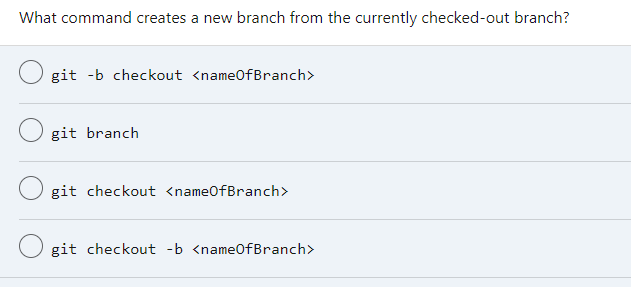 What command creates a new branch from the currently checked-out branch?
git -b checkout <nameOfBranch>
git branch
git checkout <nameOfBranch>
git checkout -b <nameOfBranch>